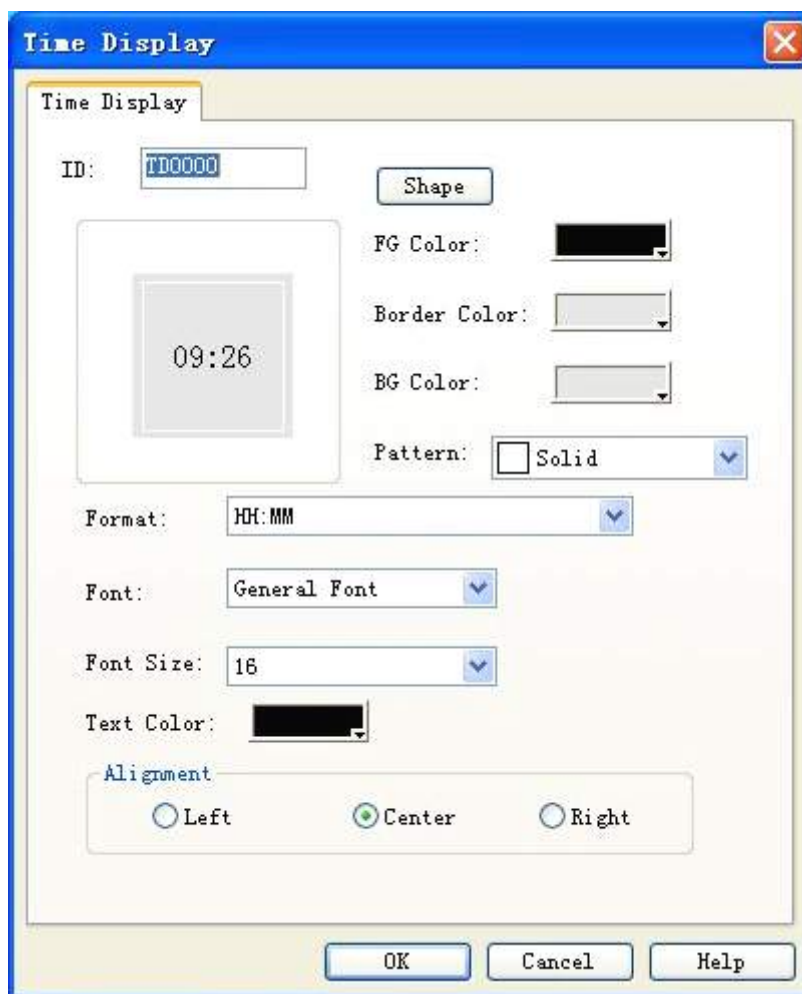 Time Display
Time Display
ID: TD0000
Shape
FG Color:
09:26
Border Color:
BG Color:
Pattern: Solid
Format: HH:MM
Font: General Font
Font Size: 16
Text Color:
Alignment
Left Center Right
OK Cancel Help